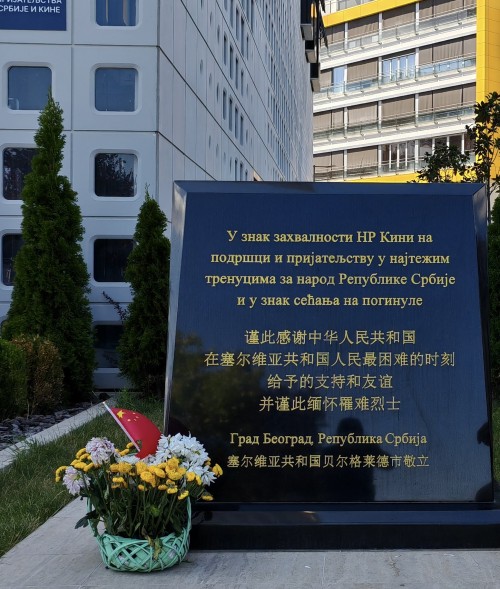 ПРИЈАТЕЉСТВА
СРБИЈЕ И КИНЕ
У знак захвалности НР Кини на
подршци и пријатељству у најтежим
тренуцима за народ Републике Србије
и у знак сећања на погинуле
谨此感谢中华人民共和国
在塞尔维亚共和国人民最困难的时刻
给予的支持和友谊
并谨此缅怀罹难烈士
Град Београд, Република Србија
塞尔维亚共和国贝尔格莱德市敬立